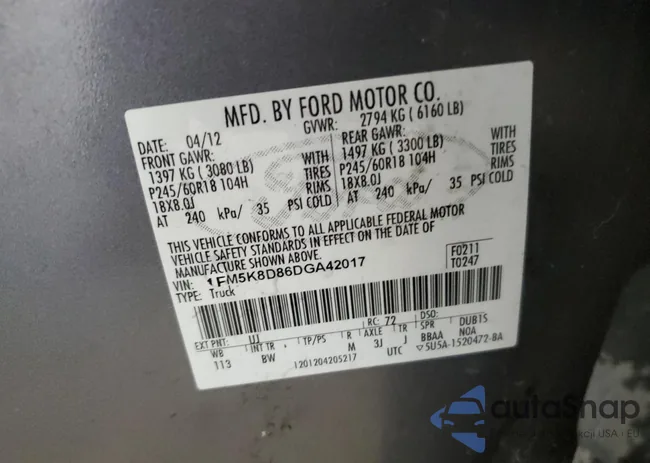 MFD. BY FORD MOTOR CO.
DATE: 04/12 GVWR: 2794 KG ( 6160 LB)
FRONT GAWR: REAR GAWR:
1397 KG ( 3080 LB) WITH 1497 KG ( 3300 LB) WITH
P245/60R18 104H TIRES P245/60R18 104H TIRES
18X8.0J RIMS 18X8.0J RIMS
AT 240 kPa/ 35 PSI COLD AT 240 kPa/ 35 PSI COLD
THIS VEHICLE CONFORMS TO ALL APPLICABLE FEDERAL MOTOR
VEHICLE SAFETY STANDARDS IN EFFECT ON THE DATE OF
MANUFACTURE SHOWN ABOVE.
VIN: 1FM5K8D86DGA42017 F0211
TYPE: Truck T0247
EXT PNT: UJ RC: 72 DSO:
WB INT TR TP/PS R AXLE TR SPR DUB15
113 BW M 3J J BBAA NOA
1201204205217 UTC 5U5A-1520472-BA
autoSnap